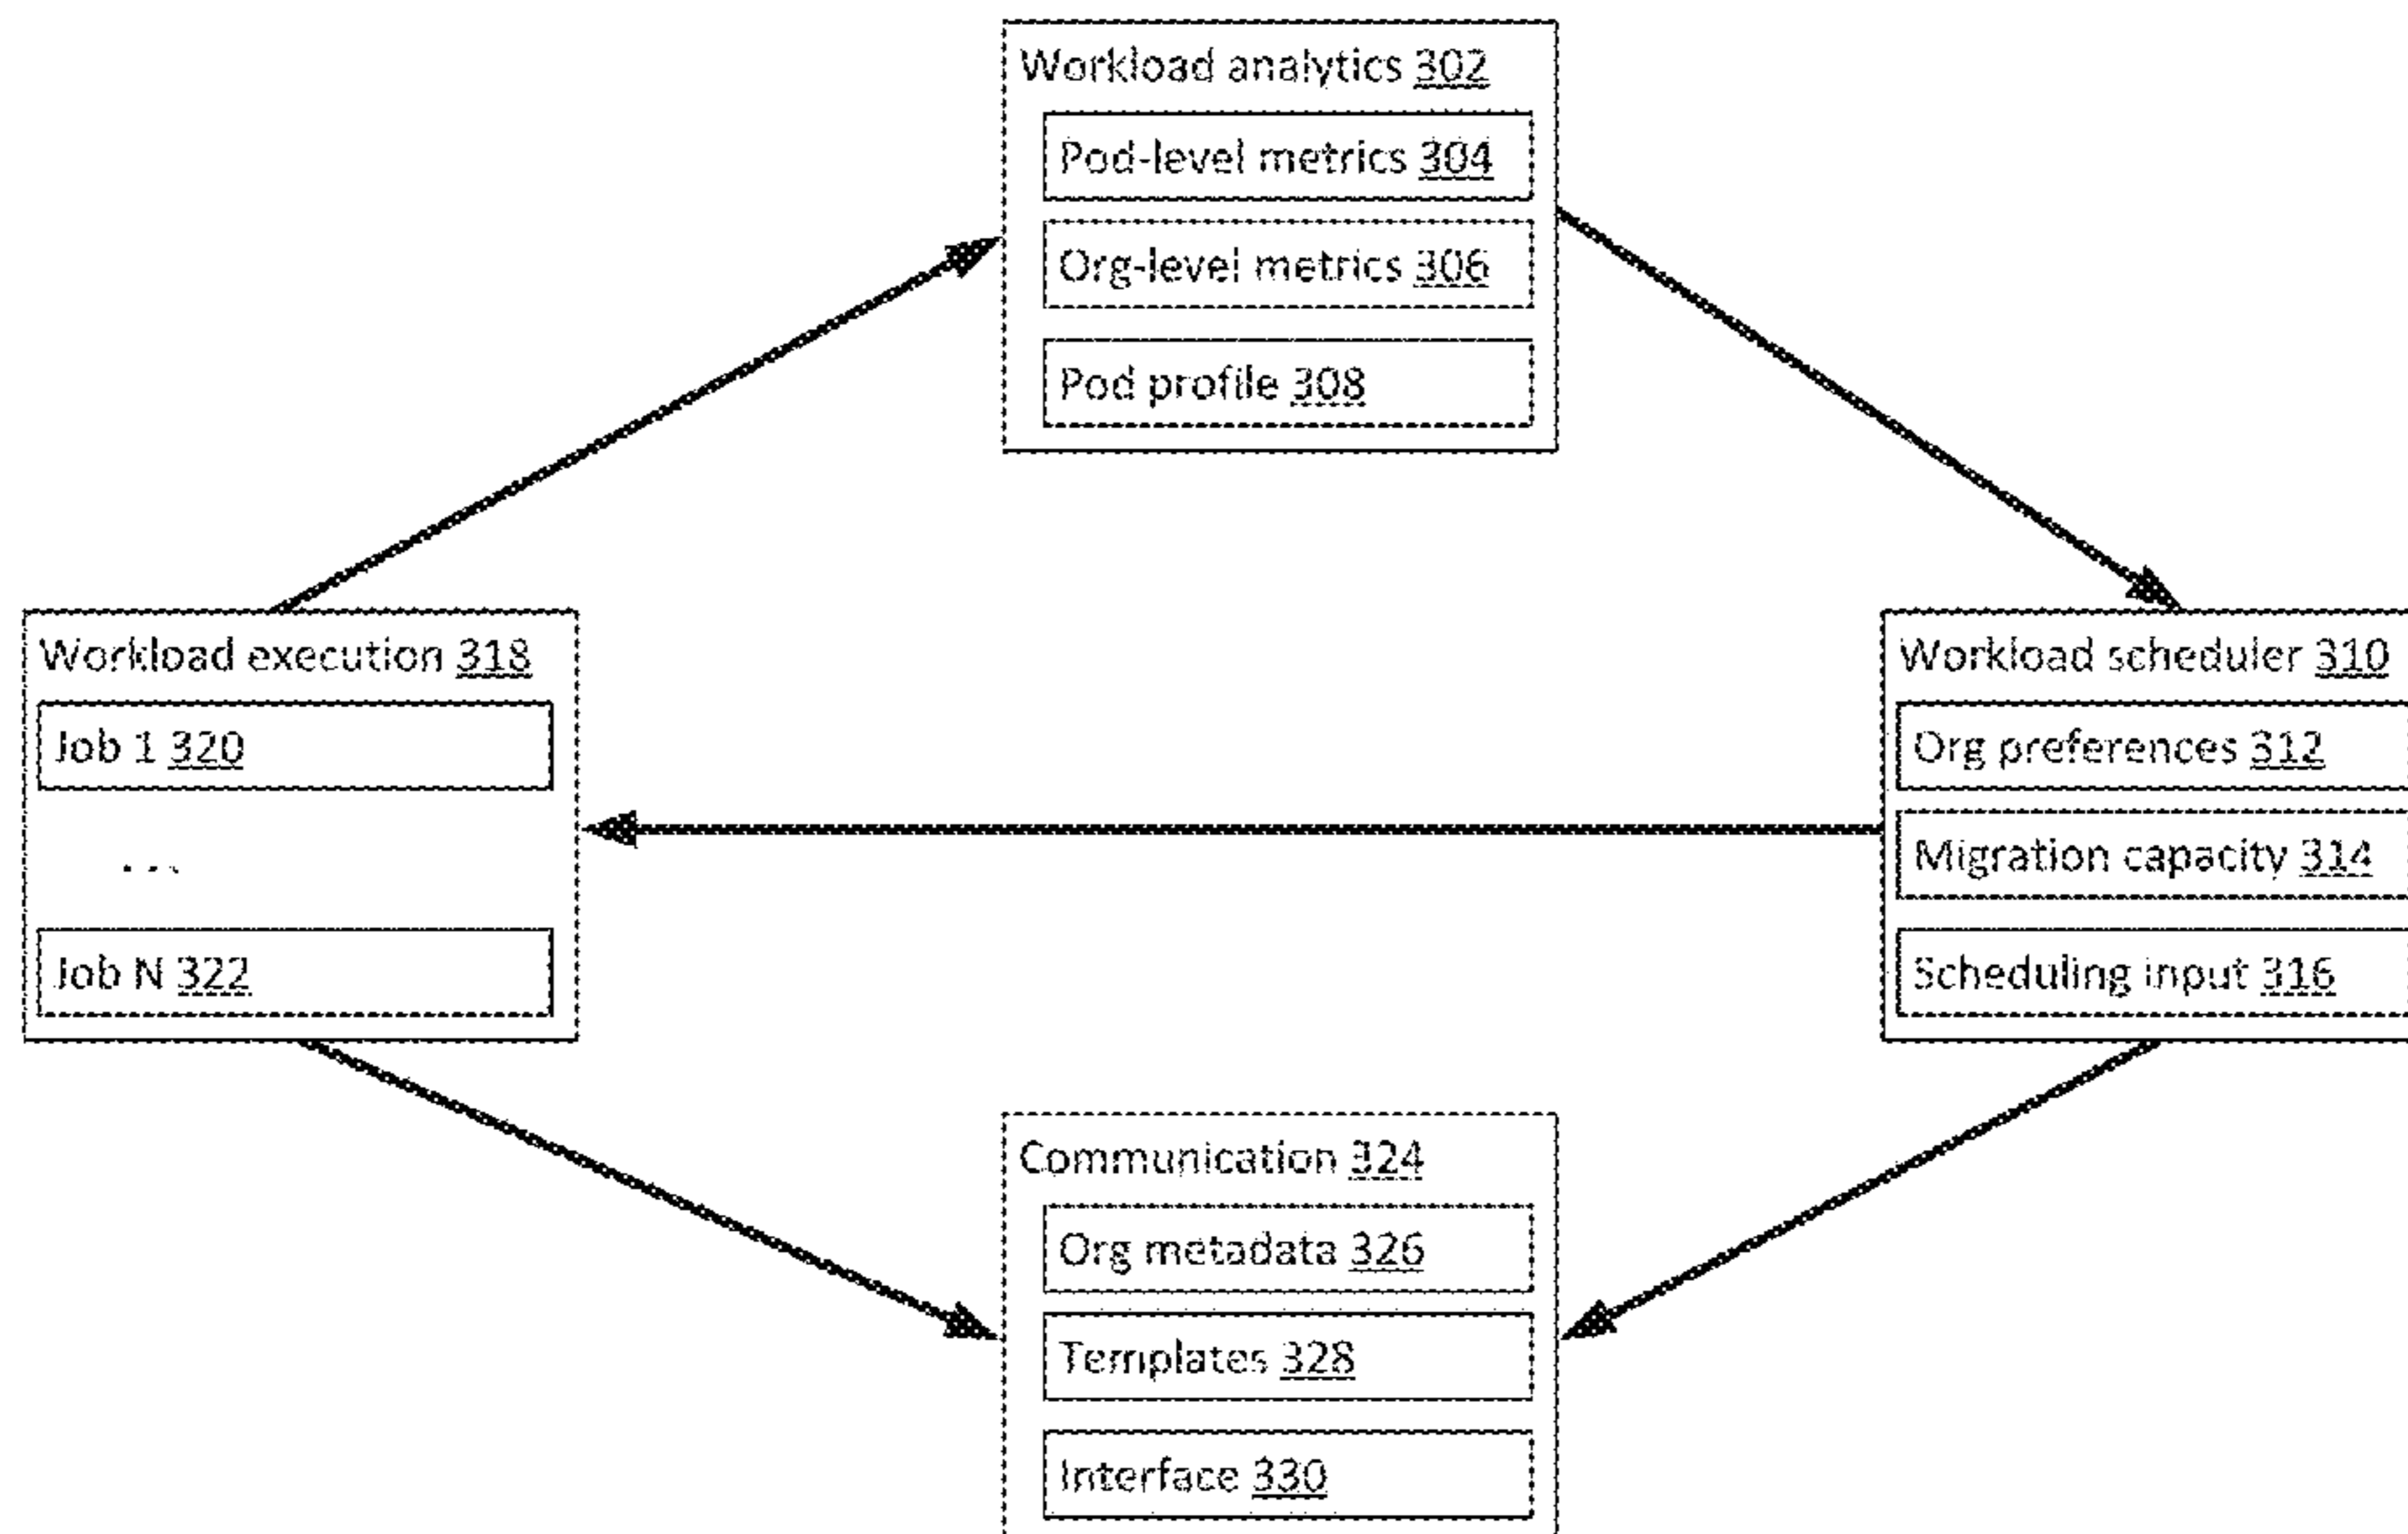 Workload analytics 302
Pod-level metrics 304
Org-level metrics 306
Pod profile 308
Workload execution 318
Job 1 320
...
Job N 322
Workload scheduler 310
Org preferences 312
Migration capacity 314
Scheduling input 316
Communication 324
Org metadata 326
Templates 328
Interface 330